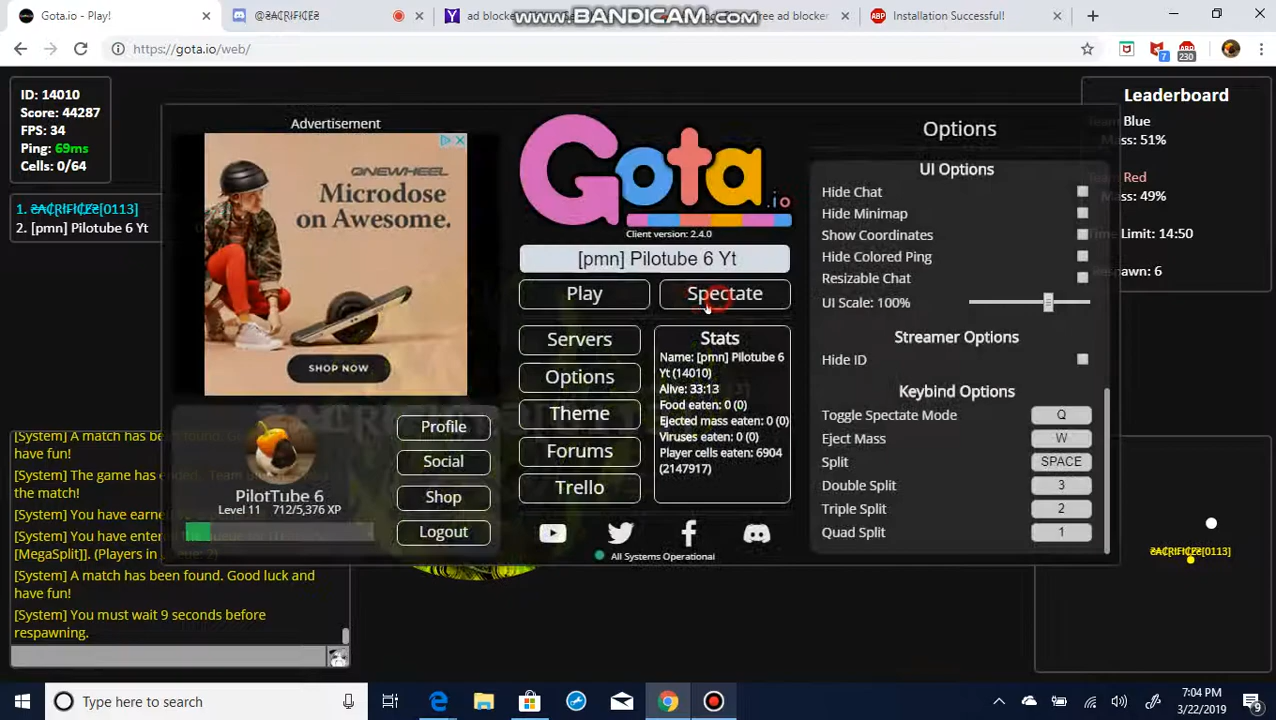 Gota.io - Play!
ad blocke
free ad blocker
Installation Successful!
www.BANDICAM.com
https://gota.io/web/
7
230
ID: 14010
Score: 44287
FPS: 34
Ping: 69ms
Cells: 0/64
2. [pmn] Pilotube 6 Yt
Advertisement
ONEWHEEL
Microdose
on Awesome.
SHOP NOW
Gota.io
Client version: 2.4.0
[pmn] Pilotube 6 Yt
Play
Spectate
Servers
Options
Theme
Forums
Trello
Stats
Name: [pmn] Pilotube 6
Yt (14010)
Alive: 33:13
Food eaten: 0 (0)
Ejected mass eaten: 0 (0)
Viruses eaten: 0 (0)
Player cells eaten: 6904
(2147917)
All Systems Operational
Profile
Social
Shop
Logout
PilotTube 6
Level 11 712/5,376 XP
Options
UI Options
Hide Chat
Hide Minimap
Show Coordinates
Hide Colored Ping
Resizable Chat
UI Scale: 100%
Streamer Options
Hide ID
Keybind Options
Toggle Spectate Mode Q
Eject Mass W
Split SPACE
Double Split 3
Triple Split 2
Quad Split 1
Leaderboard
Blue
Mass: 51%
Red
Mass: 49%
Limit: 14:50
espawn: 6
[System] A match has be
have fun!
[System] The game has ended
the match!
[System] You have earne
[System] You have entere
[MegaSplit]. (Players in
ue: 2)
[System] A match has been found. Good luck and
have fun!
[System] You must wait 9 seconds before
respawning.
Type here to search
7:04 PM
3/22/2019
9